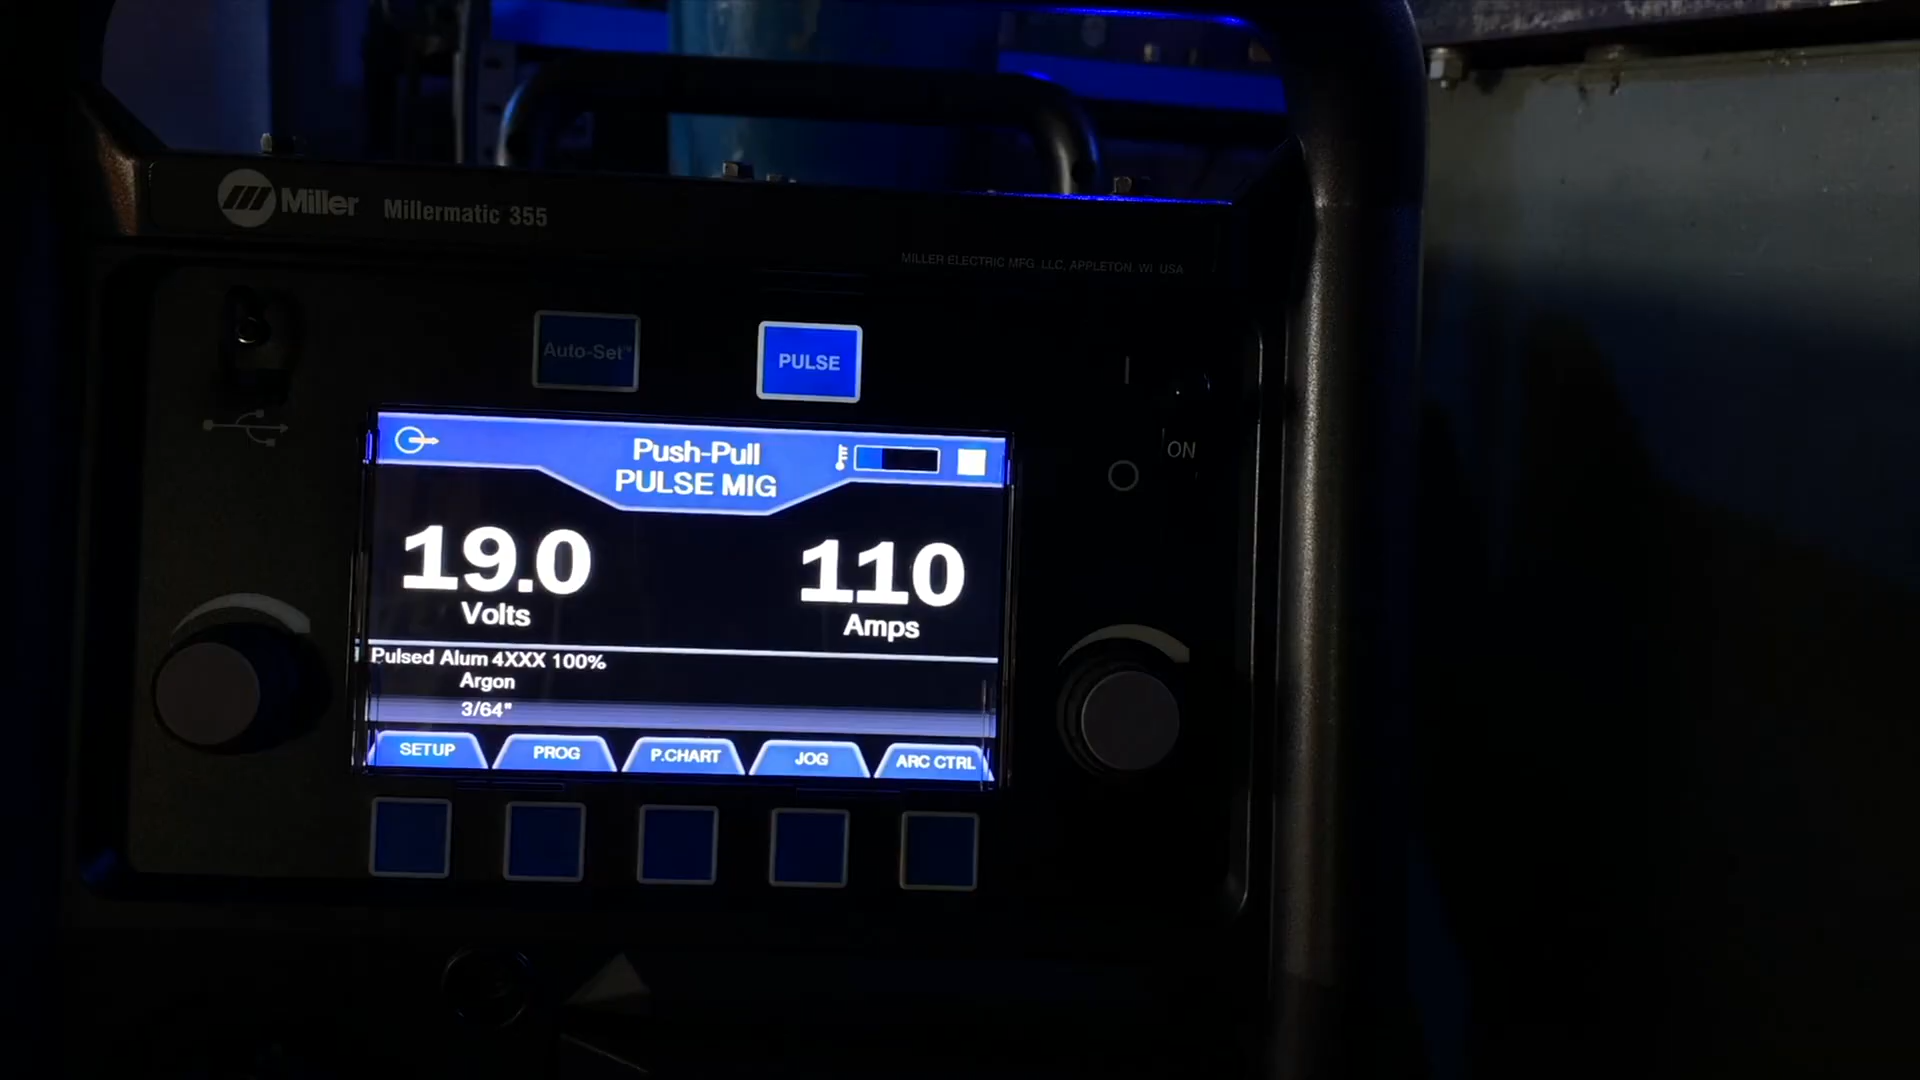 Miller Millermatic 355
MILLER ELECTRIC MFG. LLC, APPLETON, WI USA
Auto-Set™
PULSE
ON
Push-Pull
PULSE MIG
19.0
Volts
110
Amps
Pulsed Alum 4XXX 100%
Argon
3/64"
SETUP PROG P.CHART JOG ARC CTRL